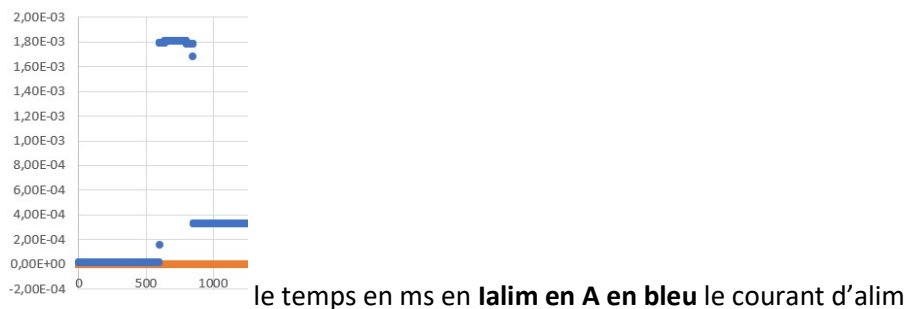 2,00E-03
1,80E-03
1,60E-03
1,40E-03
1,20E-03
1,00E-03
8,00E-04
6,00E-04
4,00E-04
2,00E-04
0,00E+00
-2,00E-04
0 500 1000
le temps en ms en Ialim en A en bleu le courant d'alim